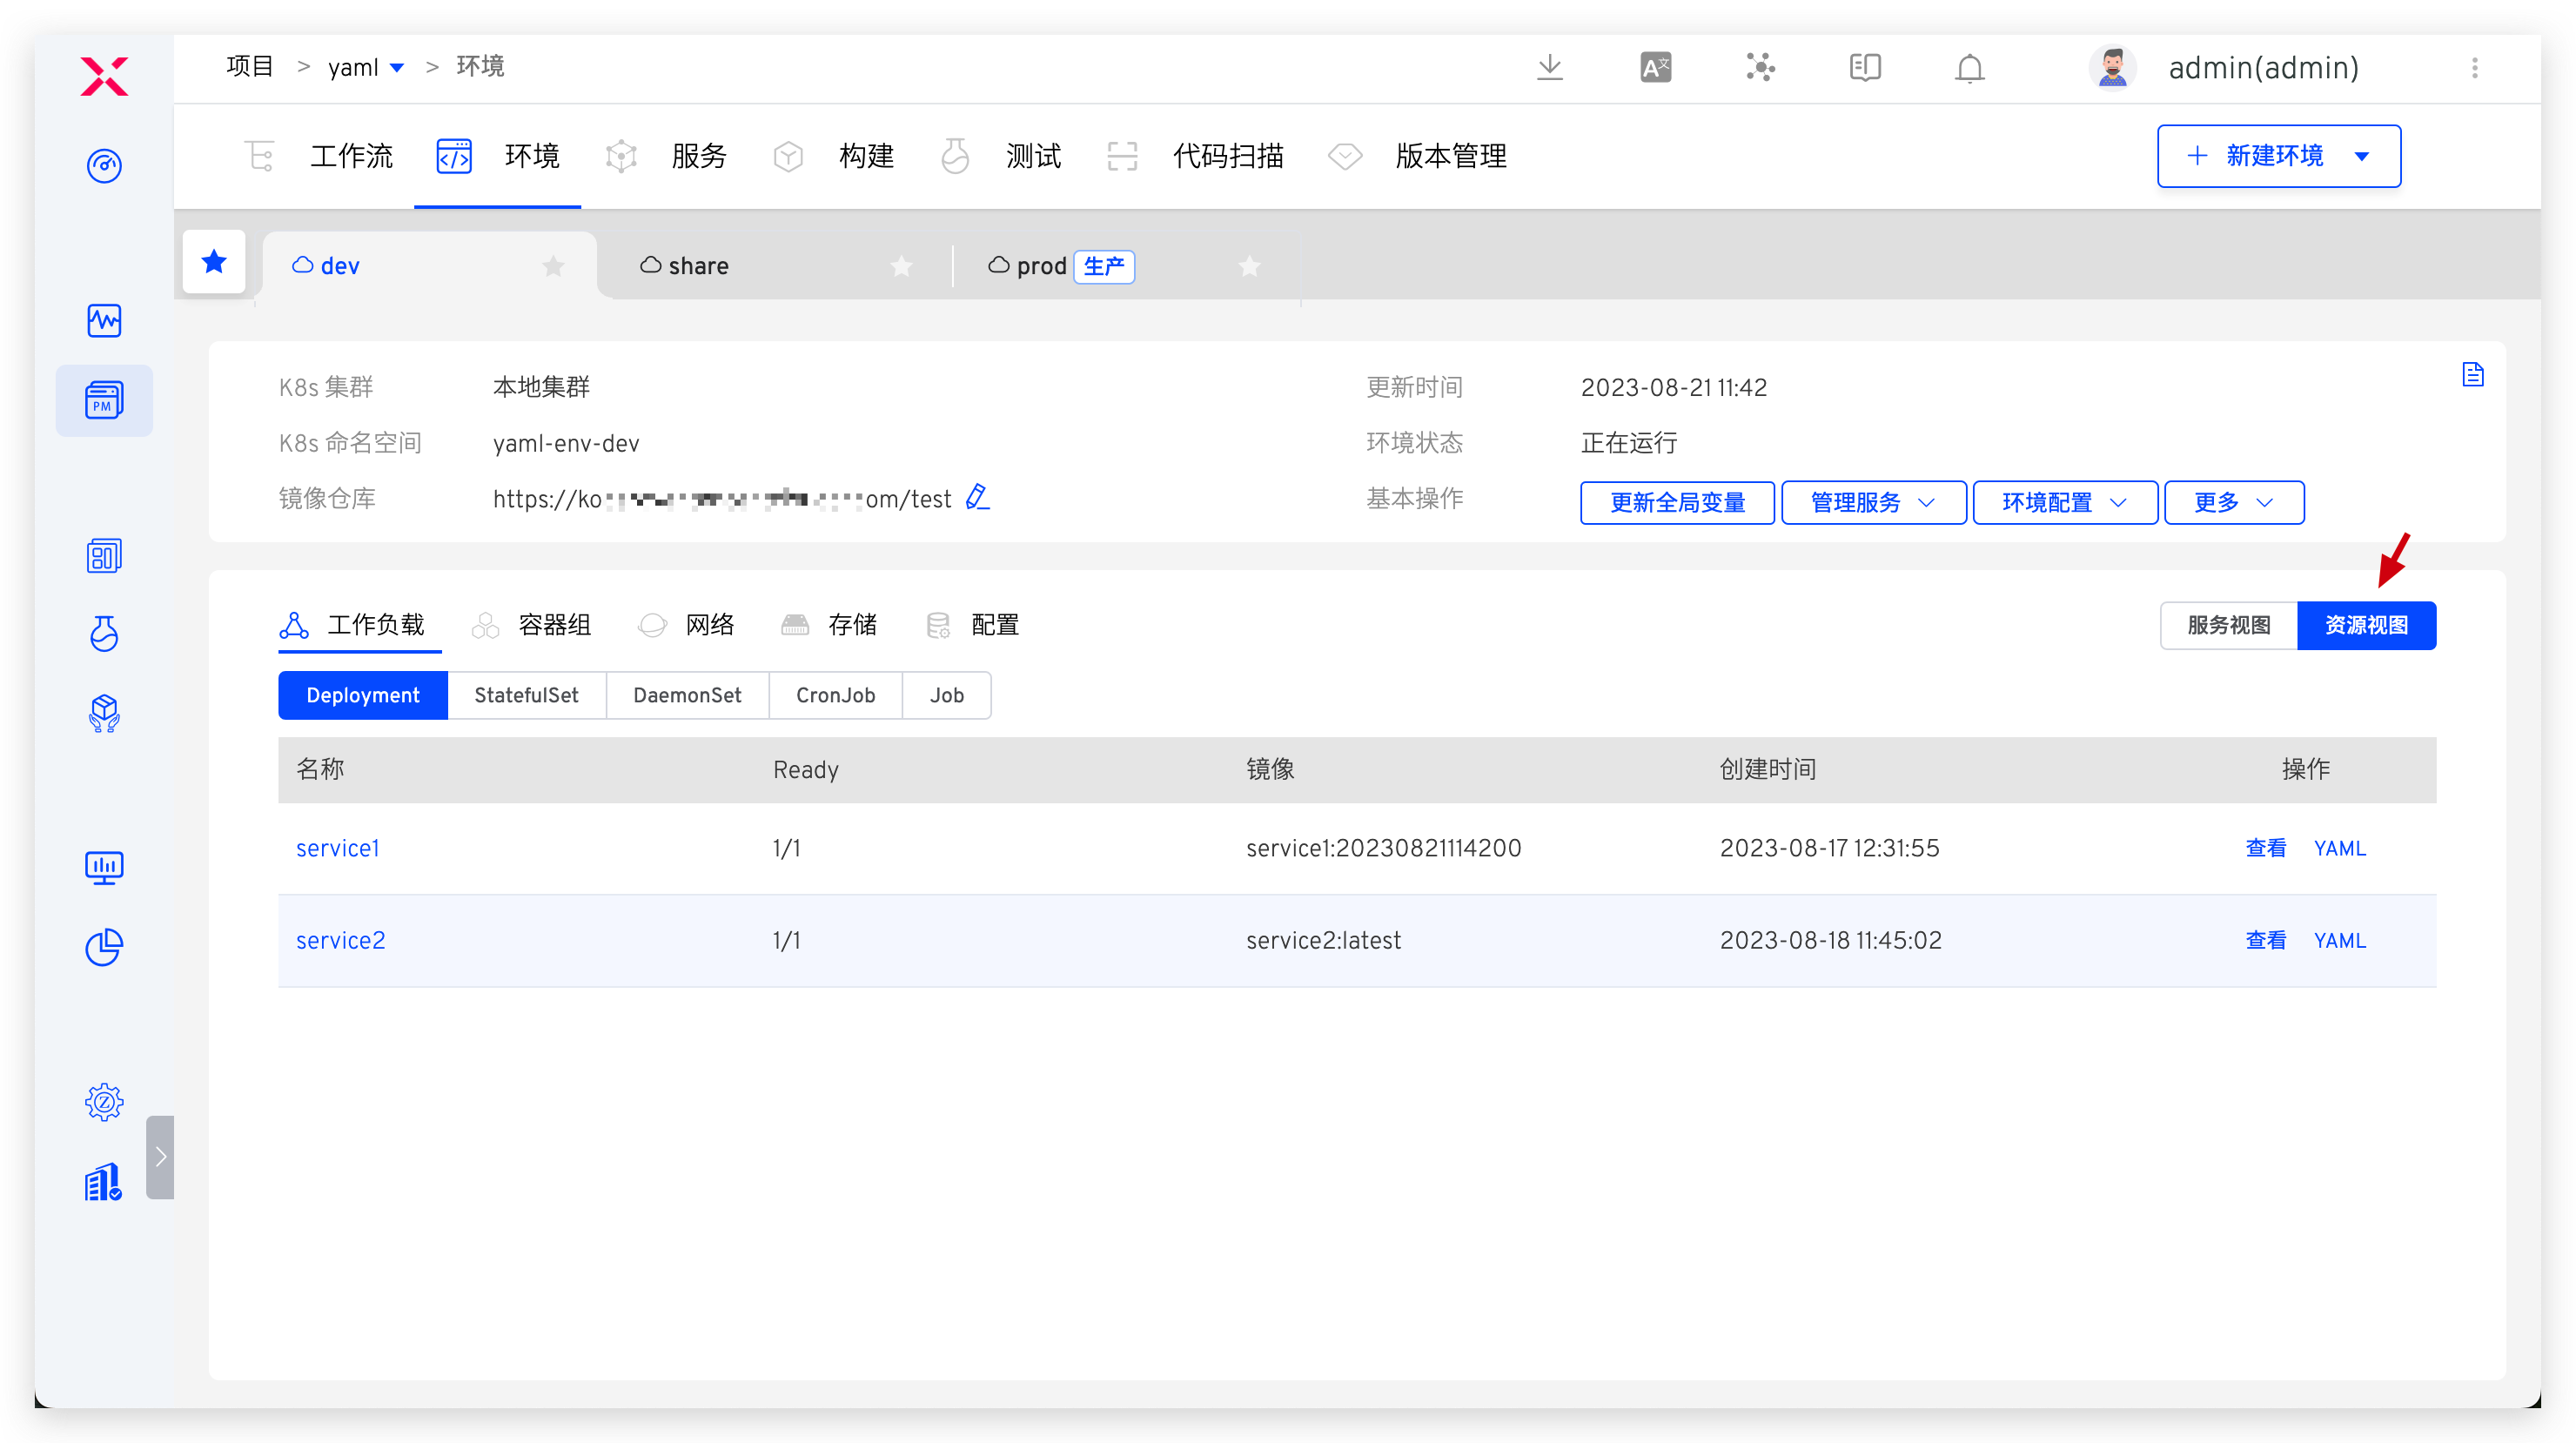 项目 > yaml > 环境
admin(admin)
工作流 环境 服务 构建 测试 代码扫描 版本管理
+ 新建环境
dev share prod 生产
PM
K8s 集群 本地集群 更新时间 2023-08-21 11:42
K8s 命名空间 yaml-env-dev 环境状态 正在运行
镜像仓库 https://ko om/test 基本操作 更新全局变量 管理服务 环境配置 更多
工作负载 容器组 网络 存储 配置 服务视图 资源视图
Deployment StatefulSet DaemonSet CronJob Job
名称 Ready 镜像 创建时间 操作
service1 1/1 service1:20230821114200 2023-08-17 12:31:55 查看 YAML
service2 1/1 service2:latest 2023-08-18 11:45:02 查看 YAML